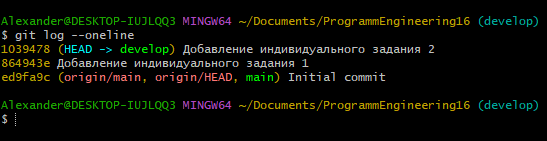 Alexander@DESKTOP-IUJLQQ3 MINGW64 ~/Documents/ProgrammEngineering16 (develop)
$ git log --oneline
1039478 (HEAD -> develop) Добавление индивидуального задания 2
864943e Добавление индивидуального задания 1
ed9fa9c (origin/main, origin/HEAD, main) Initial commit
Alexander@DESKTOP-IUJLQQ3 MINGW64 ~/Documents/ProgrammEngineering16 (develop)
$